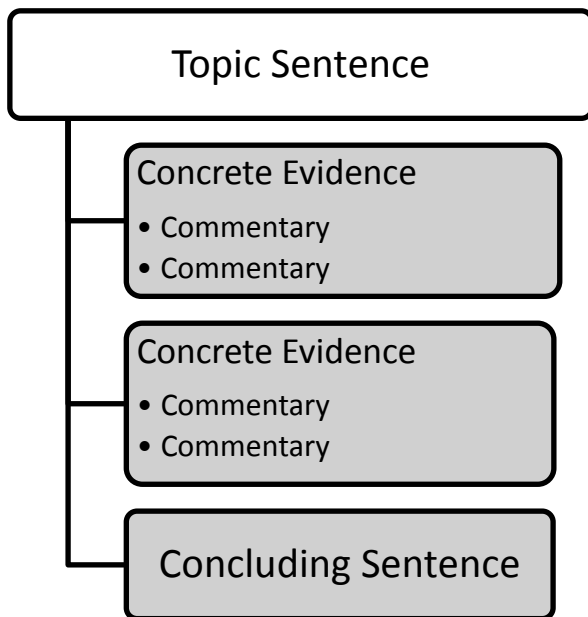 Topic Sentence
Concrete Evidence
• Commentary
• Commentary
Concrete Evidence
• Commentary
• Commentary
Concluding Sentence